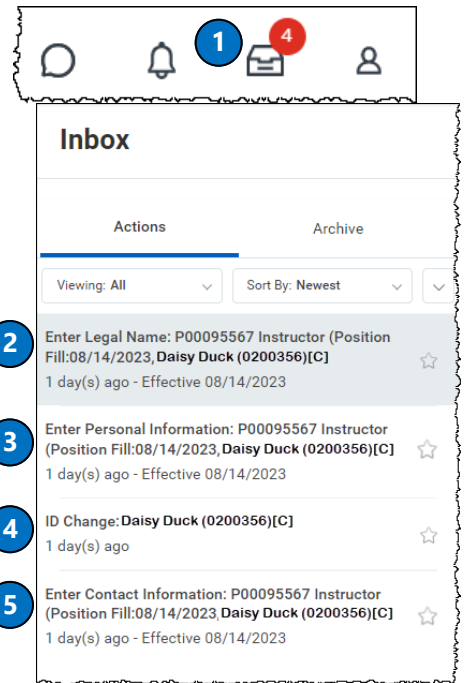 1
4
Inbox
Actions
Archive
Viewing: All
Sort By: Newest
2
Enter Legal Name: P00095567 Instructor (Position
Fill:08/14/2023, Daisy Duck (0200356)[C]
1 day(s) ago - Effective 08/14/2023
3
Enter Personal Information: P00095567 Instructor
(Position Fill:08/14/2023, Daisy Duck (0200356)[C]
1 day(s) ago - Effective 08/14/2023
4
ID Change: Daisy Duck (0200356)[C]
1 day(s) ago
5
Enter Contact Information: P00095567 Instructor
(Position Fill:08/14/2023, Daisy Duck (0200356)[C]
1 day(s) ago - Effective 08/14/2023